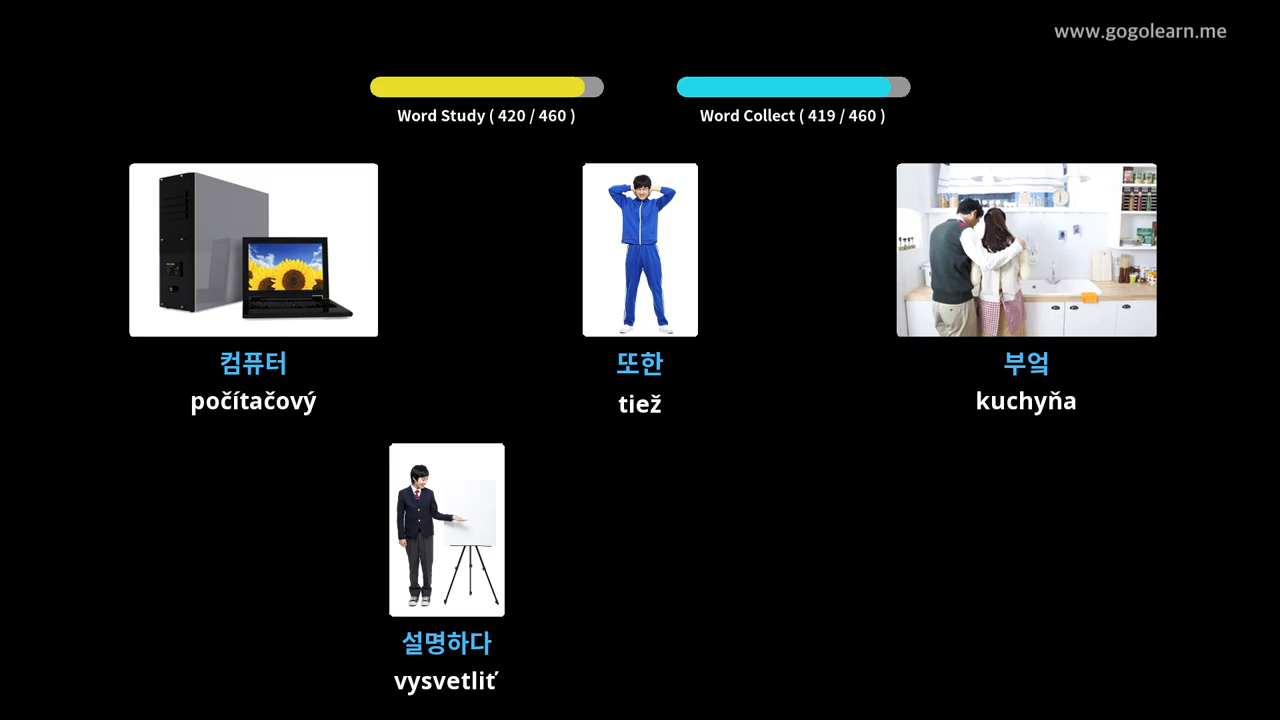 www.gogolearn.me
Word Study ( 420 / 460 )
Word Collect ( 419 / 460 )
컴퓨터
počítačový
또한
tiež
부엌
kuchyňa
설명하다
vysvetliť